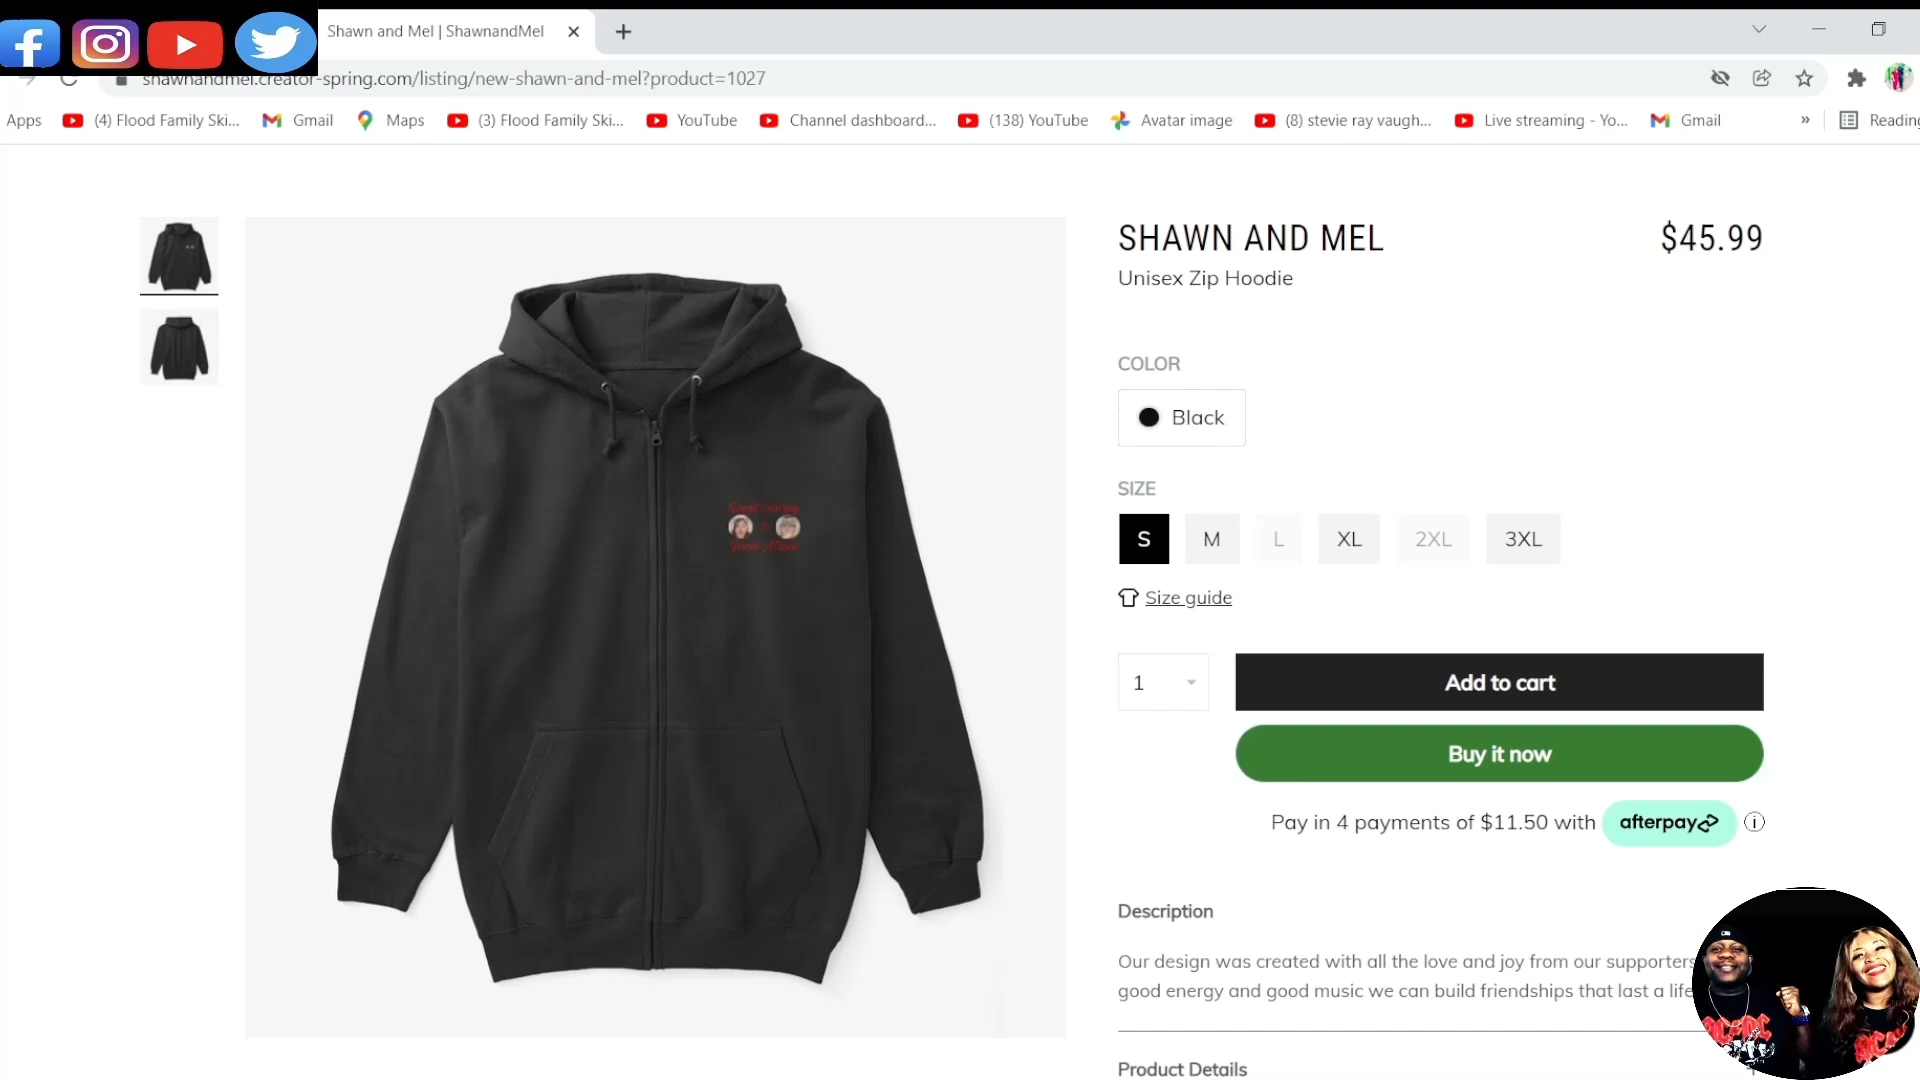 Shawn and Mel | ShawnandMel
shawnandmel.creator-spring.com/listing/new-shawn-and-mel?product=1027
Apps
(4) Flood Family Ski...
Gmail
Maps
(3) Flood Family Ski...
YouTube
Channel dashboard...
(138) YouTube
Avatar image
(8) stevie ray vaugh...
Live streaming - Yo...
Gmail
»
Reading
SHAWN AND MEL
$45.99
Unisex Zip Hoodie
COLOR
Black
SIZE
S
M
L
XL
2XL
3XL
Size guide
1
Add to cart
Buy it now
Pay in 4 payments of $11.50 with
afterpay
Description
Our design was created with all the love and joy from our supporters
good energy and good music we can build friendships that last a life
Product Details